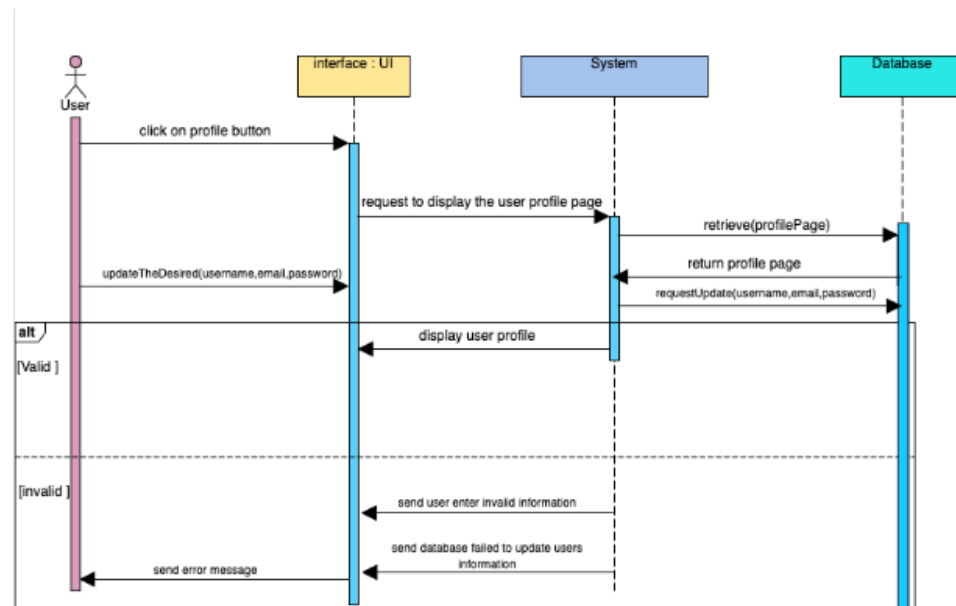 interface : UI
System
Database
User
click on profile button
request to display the user profile page
retrieve(profilePage)
return profile page
updateTheDesired(username,email,password)
requestUpdate(username,email,password)
alt
display user profile
[Valid ]
[invalid ]
send user enter invalid information
send database failed to update users
information
send error message